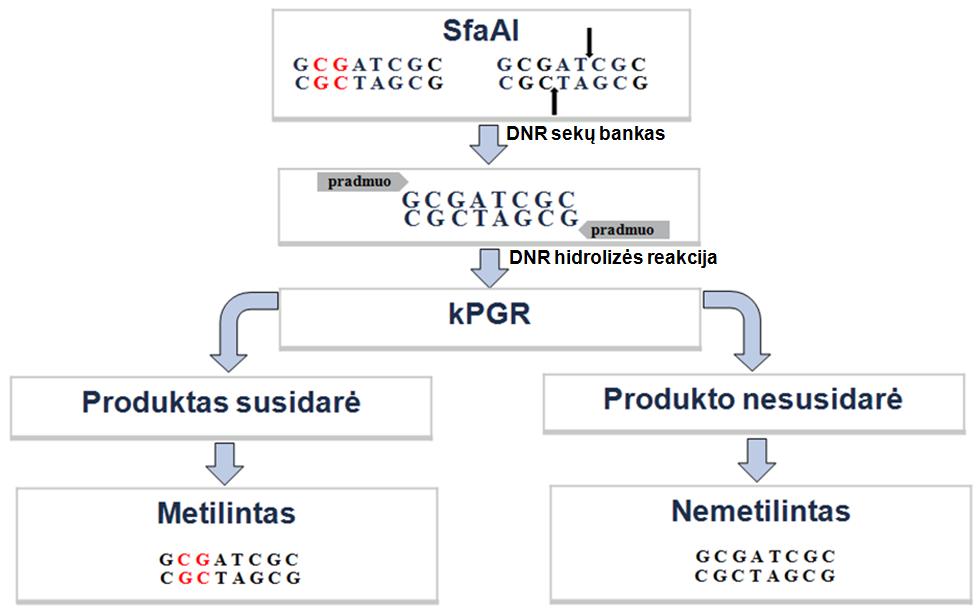 SfaAI
GCGATCGC GCGATCGC
CGCTAGCG CGCTAGCG
DNR sekų bankas
pradmuo
GCGATCGC
CGCTAGCG
pradmuo
DNR hidrolizės reakcija
kPGR
Produktas susidarė
Produkto nesusidarė
Metilintas
GCGATCGC
CGCTAGCG
Nemetilintas
GCGATCGC
CGCTAGCG